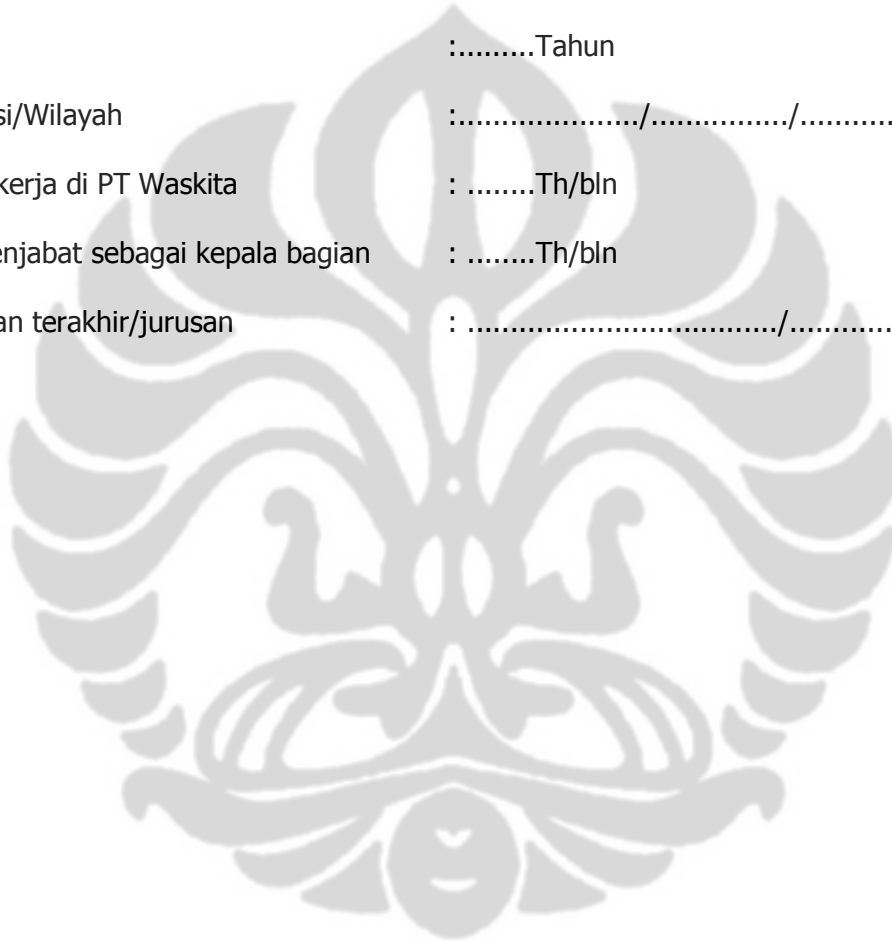 :.........Tahun
si/Wilayah :...................../................/...........
kerja di PT Waskita : ........Th/bln
enjabat sebagai kepala bagian : ........Th/bln
an terakhir/jurusan : ...................................../............